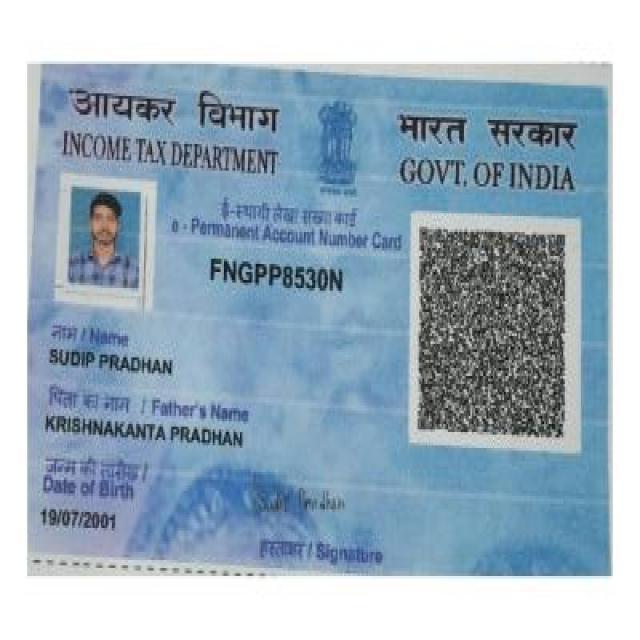 आयकर विभाग
INCOME TAX DEPARTMENT
भारत सरकार
GOVT. OF INDIA
ई-स्थायी लेखा संख्या कार्ड
e - Permanent Account Number Card
FNGPP8530N
नाम / Name
SUDIP PRADHAN
पिता का नाम / Father's Name
KRISHNAKANTA PRADHAN
जन्म की तारीख /
Date of Birth
19/07/2001
Sudip Pradhan
हस्ताक्षर / Signature